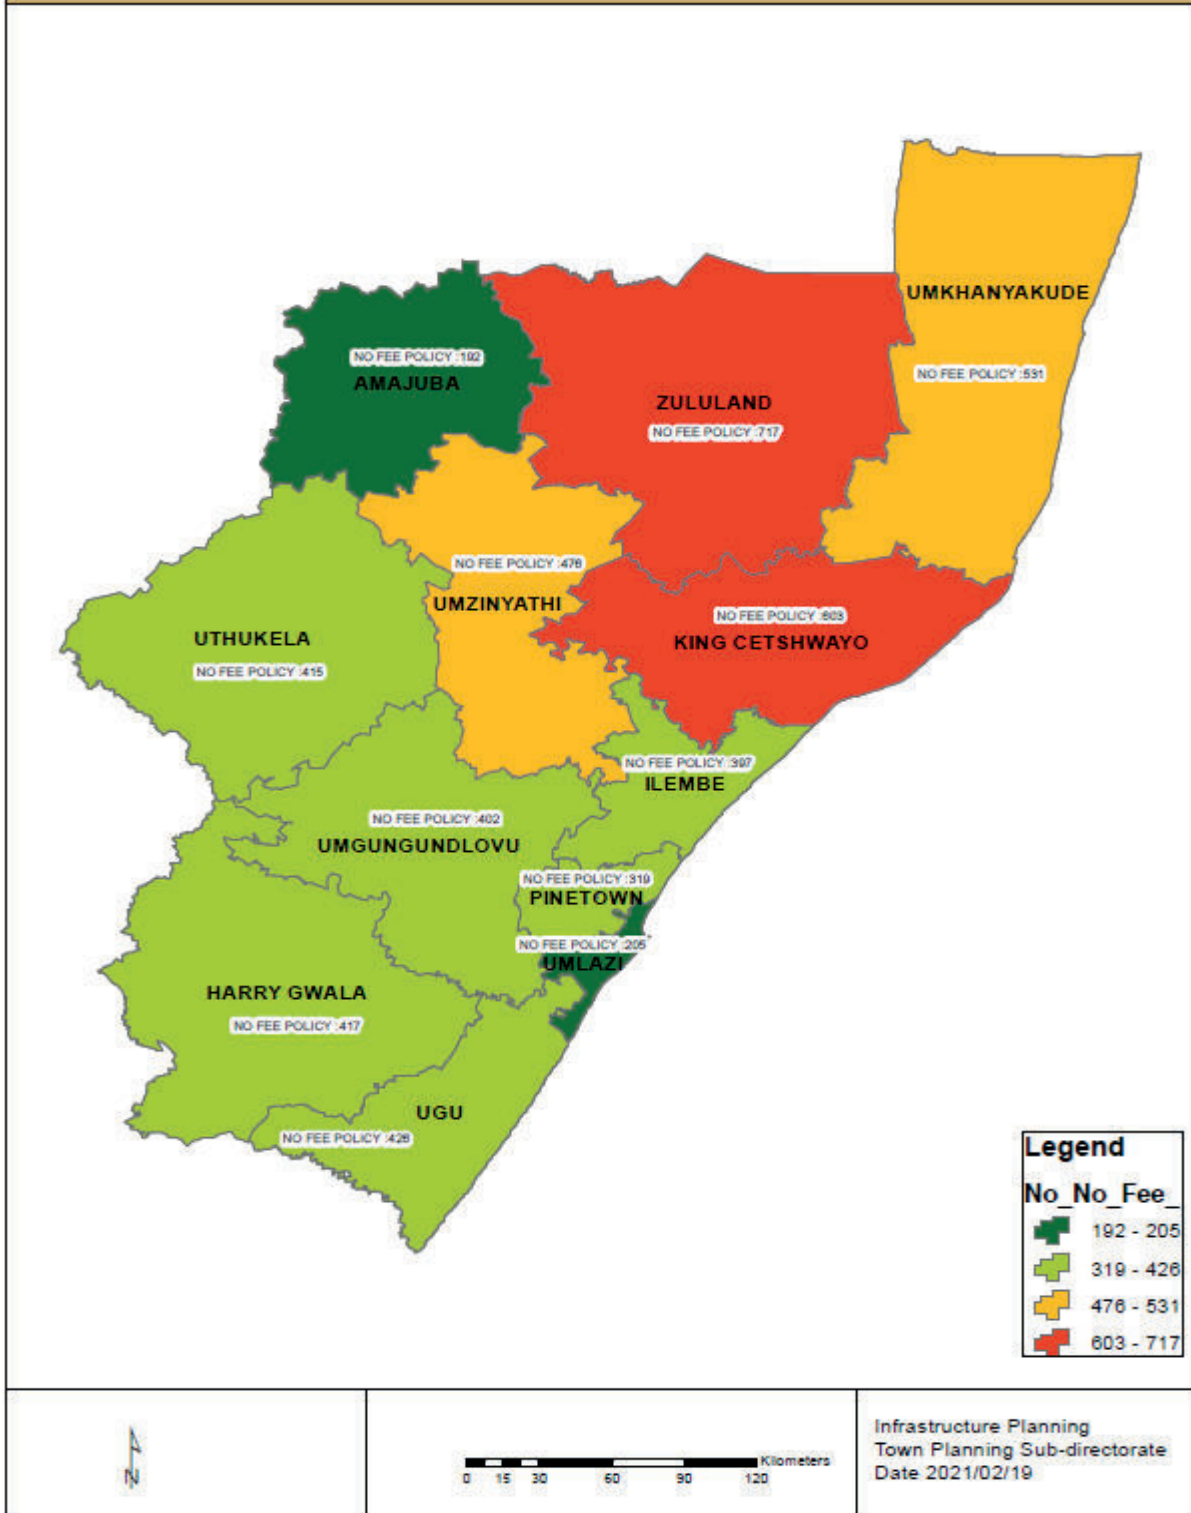 UMKHANYAKUDE
NO FEE POLICY :531
NO FEE POLICY :192
AMAJUBA
ZULULAND
NO FEE POLICY :717
NO FEE POLICY :476
UMZINYATHI
NO FEE POLICY :603
KING CETSHWAYO
UTHUKELA
NO FEE POLICY :415
NO FEE POLICY :397
ILEMBE
NO FEE POLICY :402
UMGUNGUNDLOVU
NO FEE POLICY :319
PINETOWN
NO FEE POLICY :205
UMLAZI
HARRY GWALA
NO FEE POLICY :417
UGU
NO FEE POLICY :426
Legend
No_No_Fee_
192 - 205
319 - 426
476 - 531
603 - 717
N
Kilometers
0 15 30 60 90 120
Infrastructure Planning
Town Planning Sub-directorate
Date 2021/02/19